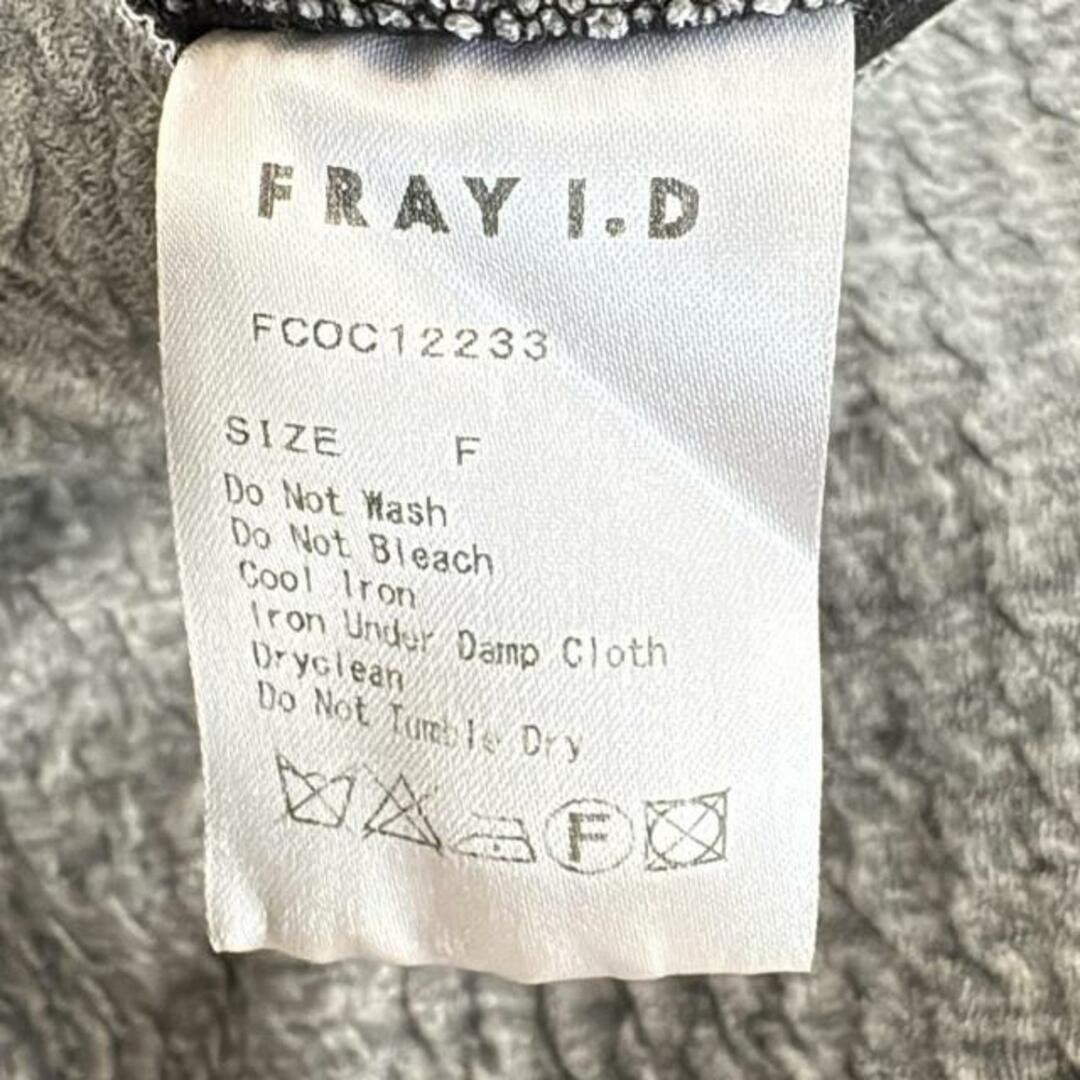 FRAY I.D
FCOC12233
SIZE F
Do Not Wash
Do Not Bleach
Cool Iron
Iron Under Damp Cloth
Dryclean
Do Not Tumble Dry
F